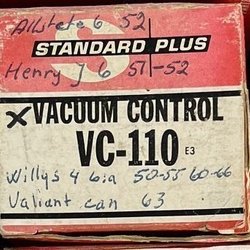 Allstate 6 52
STANDARD PLUS
Henry J 6 51-52
X VACUUM CONTROL
VC-110 E3
Willys 4 & 6 50-55 60-66
Valiant can 63